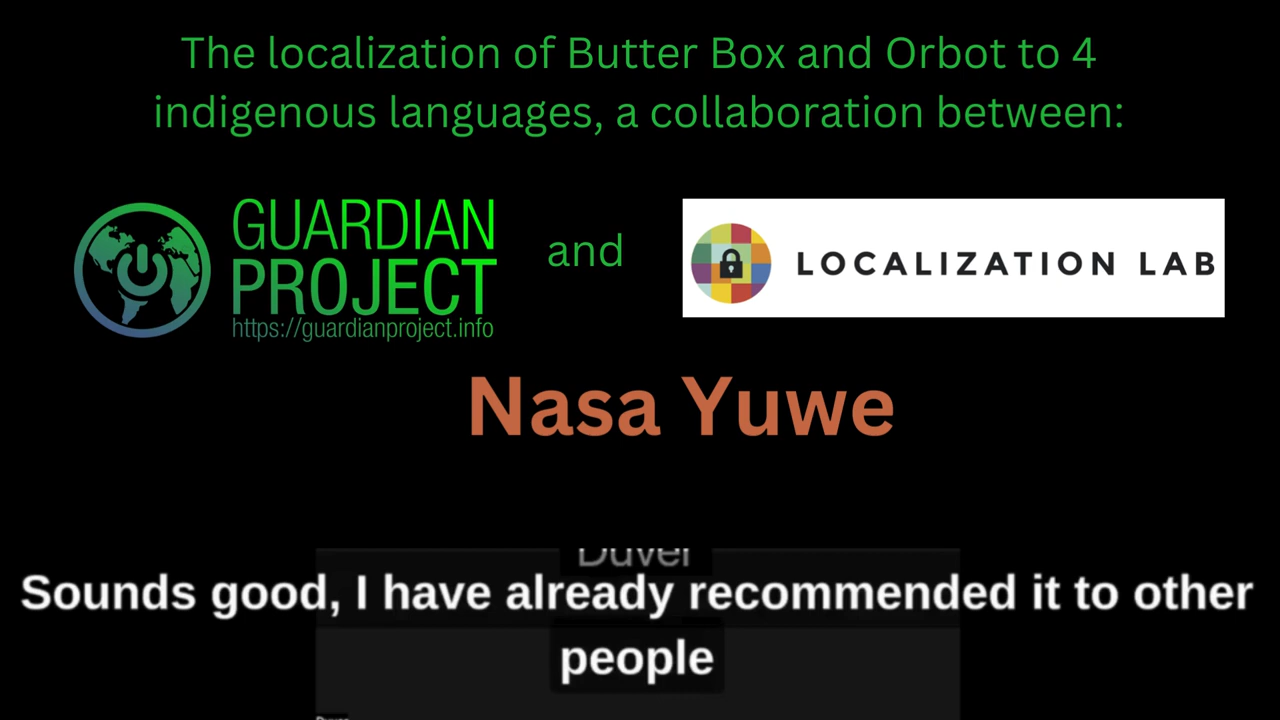 The localization of Butter Box and Orbot to 4
indigenous languages, a collaboration between:
GUARDIAN
PROJECT
https://guardianproject.info
and
LOCALIZATION LAB
Nasa Yuwe
Duver
Sounds good, I have already recommended it to other
people